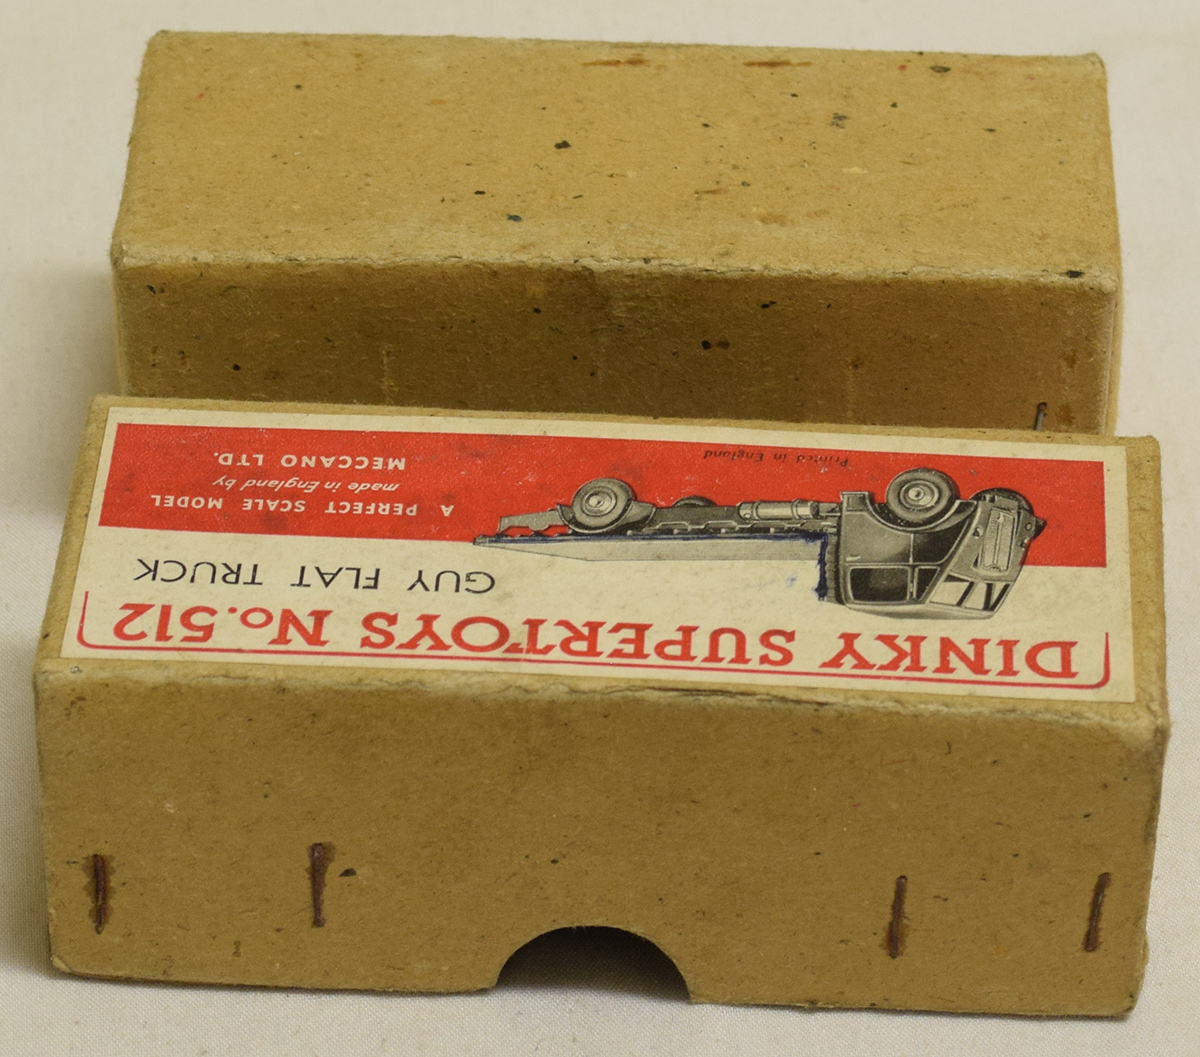 DINKY SUPERTOYS No. 512
GUY FLAT TRUCK
A PERFECT SCALE MODEL
made in England by
MECCANO LTD.
Printed in England